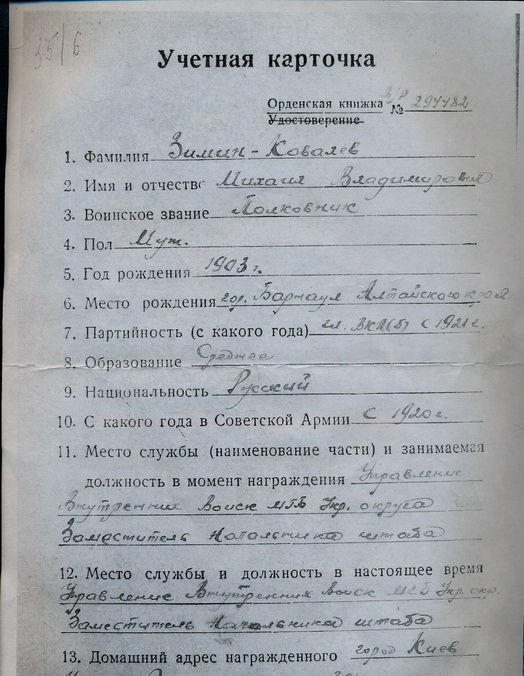 35/6
Учетная карточка
Орденская книжка
Удостоверение № 294482
1. Фамилия Зимин-Ковалев
2. Имя и отчество Михаил Владимирович
3. Воинское звание Полковник
4. Пол Муж.
5. Год рождения 1903 г.
6. Место рождения гор. Барнаул Алтайского края
7. Партийность (с какого года) чл. ВКП(б) с 1921 г.
8. Образование Среднее
9. Национальность Русский
10. С какого года в Советской Армии с 1920 г.
11. Место службы (наименование части) и занимаемая
должность в момент награждения Управление
Внутренних Войск МГБ Укр. округа
Заместитель Начальника штаба
12. Место службы и должность в настоящее время
Управление Внутренних Войск МГБ Укр. окр.
Заместитель Начальника штаба
13. Домашний адрес награжденного город Киев